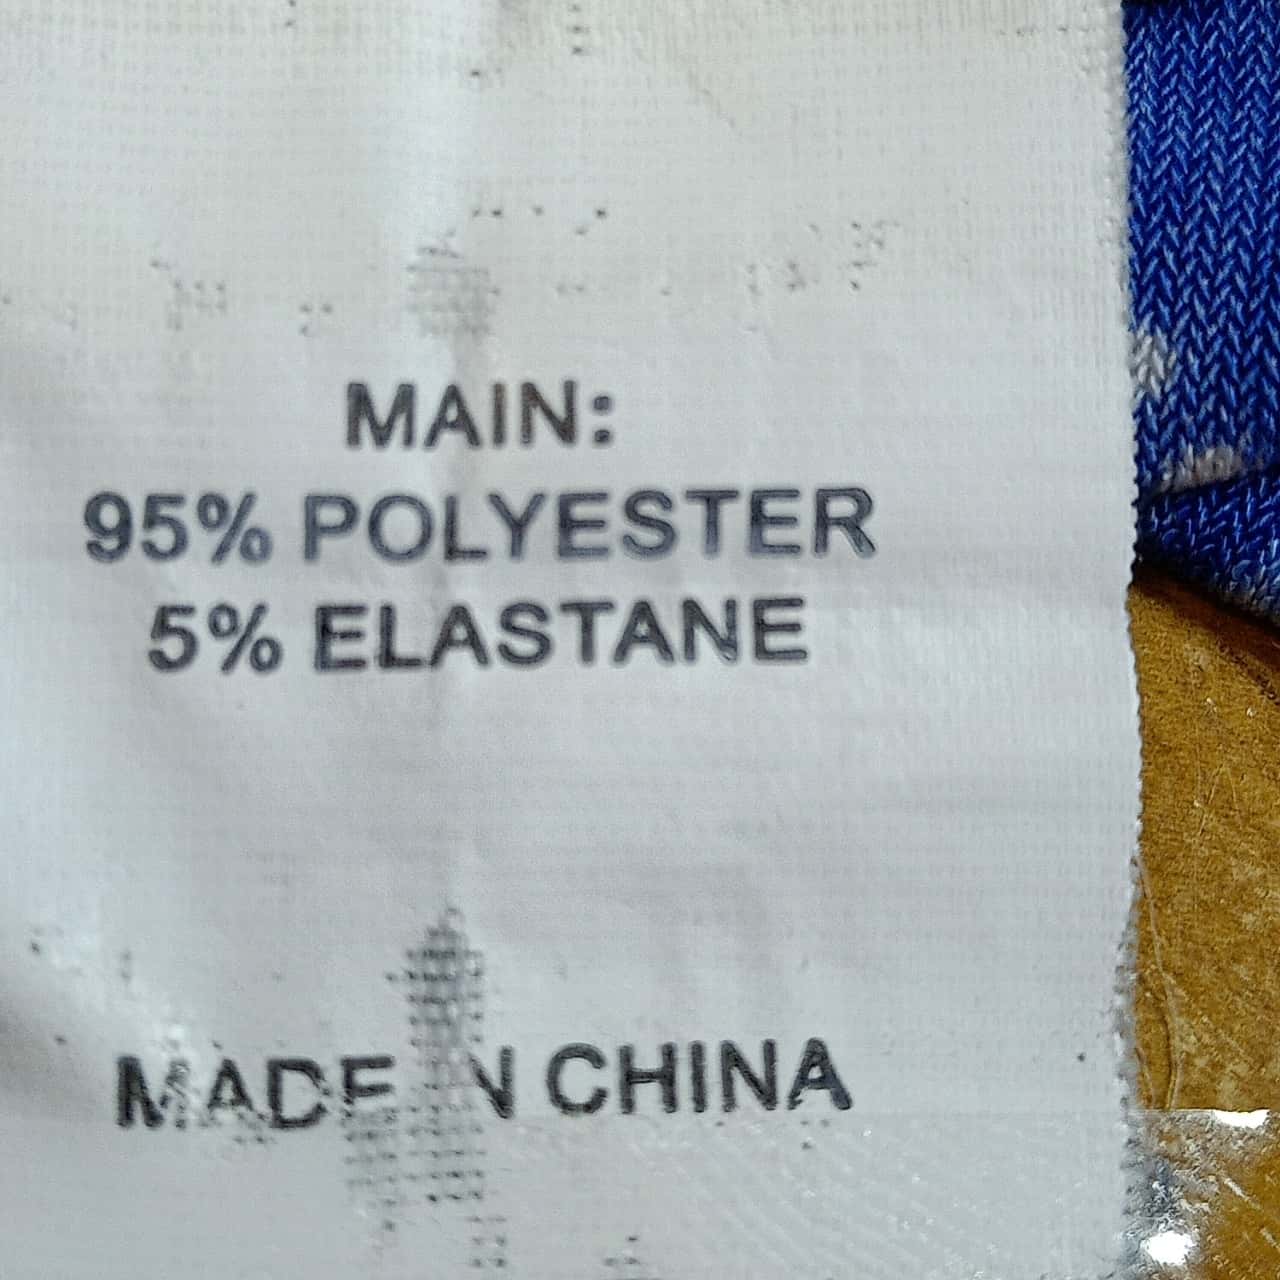 MAIN:
95% POLYESTER
5% ELASTANE
MADE IN CHINA